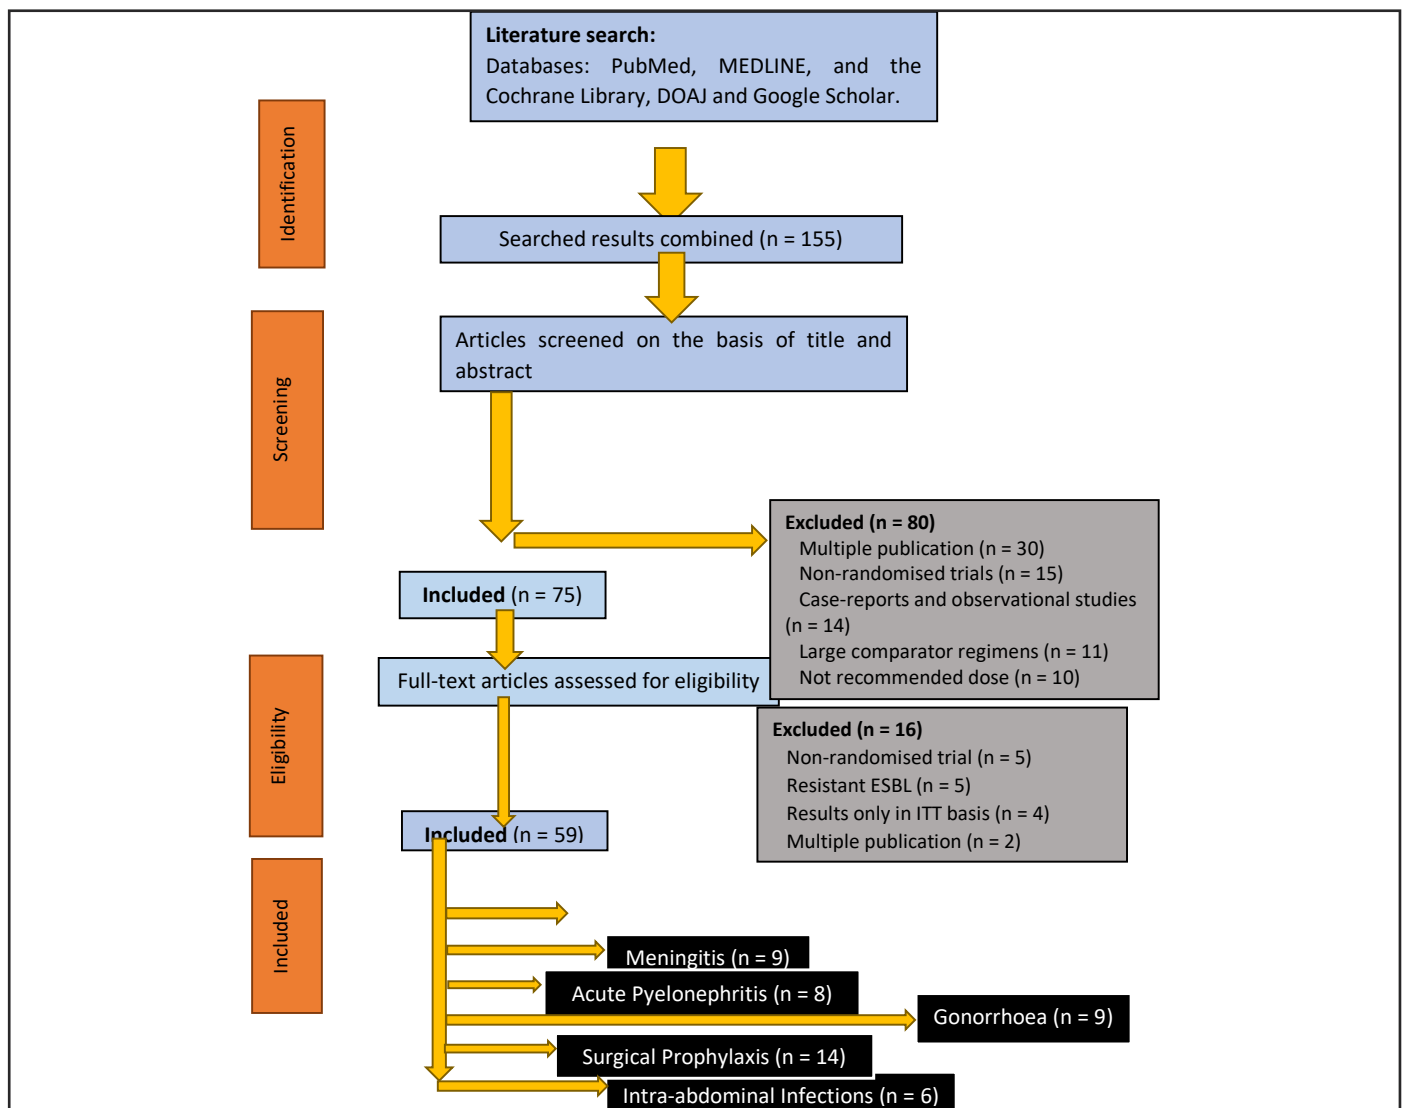 Literature search:
Databases: PubMed, MEDLINE, and the
Cochrane Library, DOAJ and Google Scholar.
Identification
Searched results combined (n = 155)
Screening
Articles screened on the basis of title and
abstract
Excluded (n = 80)
Multiple publication (n = 30)
Non-randomised trials (n = 15)
Case-reports and observational studies
(n = 14)
Large comparator regimens (n = 11)
Not recommended dose (n = 10)
Included (n = 75)
Eligibility
Full-text articles assessed for eligibility
Excluded (n = 16)
Non-randomised trial (n = 5)
Resistant ESBL (n = 5)
Results only in ITT basis (n = 4)
Multiple publication (n = 2)
Included (n = 59)
Included
Meningitis (n = 9)
Acute Pyelonephritis (n = 8)
Gonorrhoea (n = 9)
Surgical Prophylaxis (n = 14)
Intra-abdominal Infections (n = 6)